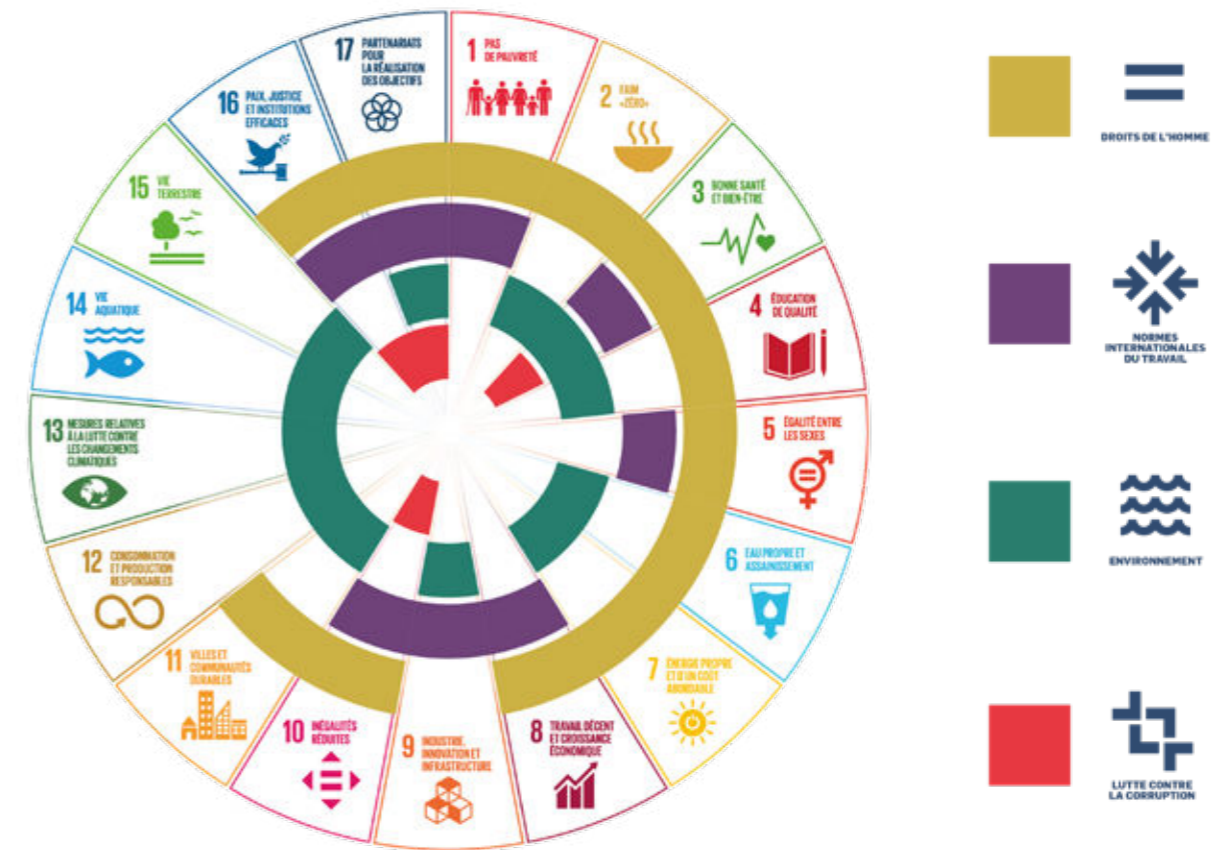 1 PAS
DE PAUVRETÉ
2 FAIM
«ZÉRO»
3 BONNE SANTÉ
ET BIEN-ÊTRE
4 ÉDUCATION
DE QUALITÉ
5 ÉGALITÉ ENTRE
LES SEXES
6 EAU PROPRE ET
ASSAINISSEMENT
7 ÉNERGIE PROPRE
ET D'UN COÛT
ABORDABLE
8 TRAVAIL DÉCENT
ET CROISSANCE
ÉCONOMIQUE
9 INDUSTRIE,
INNOVATION ET
INFRASTRUCTURE
10 INÉGALITÉS
RÉDUITES
11 VILLES ET
COMMUNAUTÉS
DURABLES
12 CONSOMMATION
ET PRODUCTION
RESPONSABLES
13 MESURES RELATIVES
À LA LUTTE CONTRE
LES CHANGEMENTS
CLIMATIQUES
14 VIE
AQUATIQUE
15 VIE
TERRESTRE
16 PAIX, JUSTICE
ET INSTITUTIONS
EFFICACES
17 PARTENARIATS
POUR
LA RÉALISATION
DES OBJECTIFS
DROITS DE L'HOMME
NORMES
INTERNATIONALES
DU TRAVAIL
ENVIRONNEMENT
LUTTE CONTRE
LA CORRUPTION